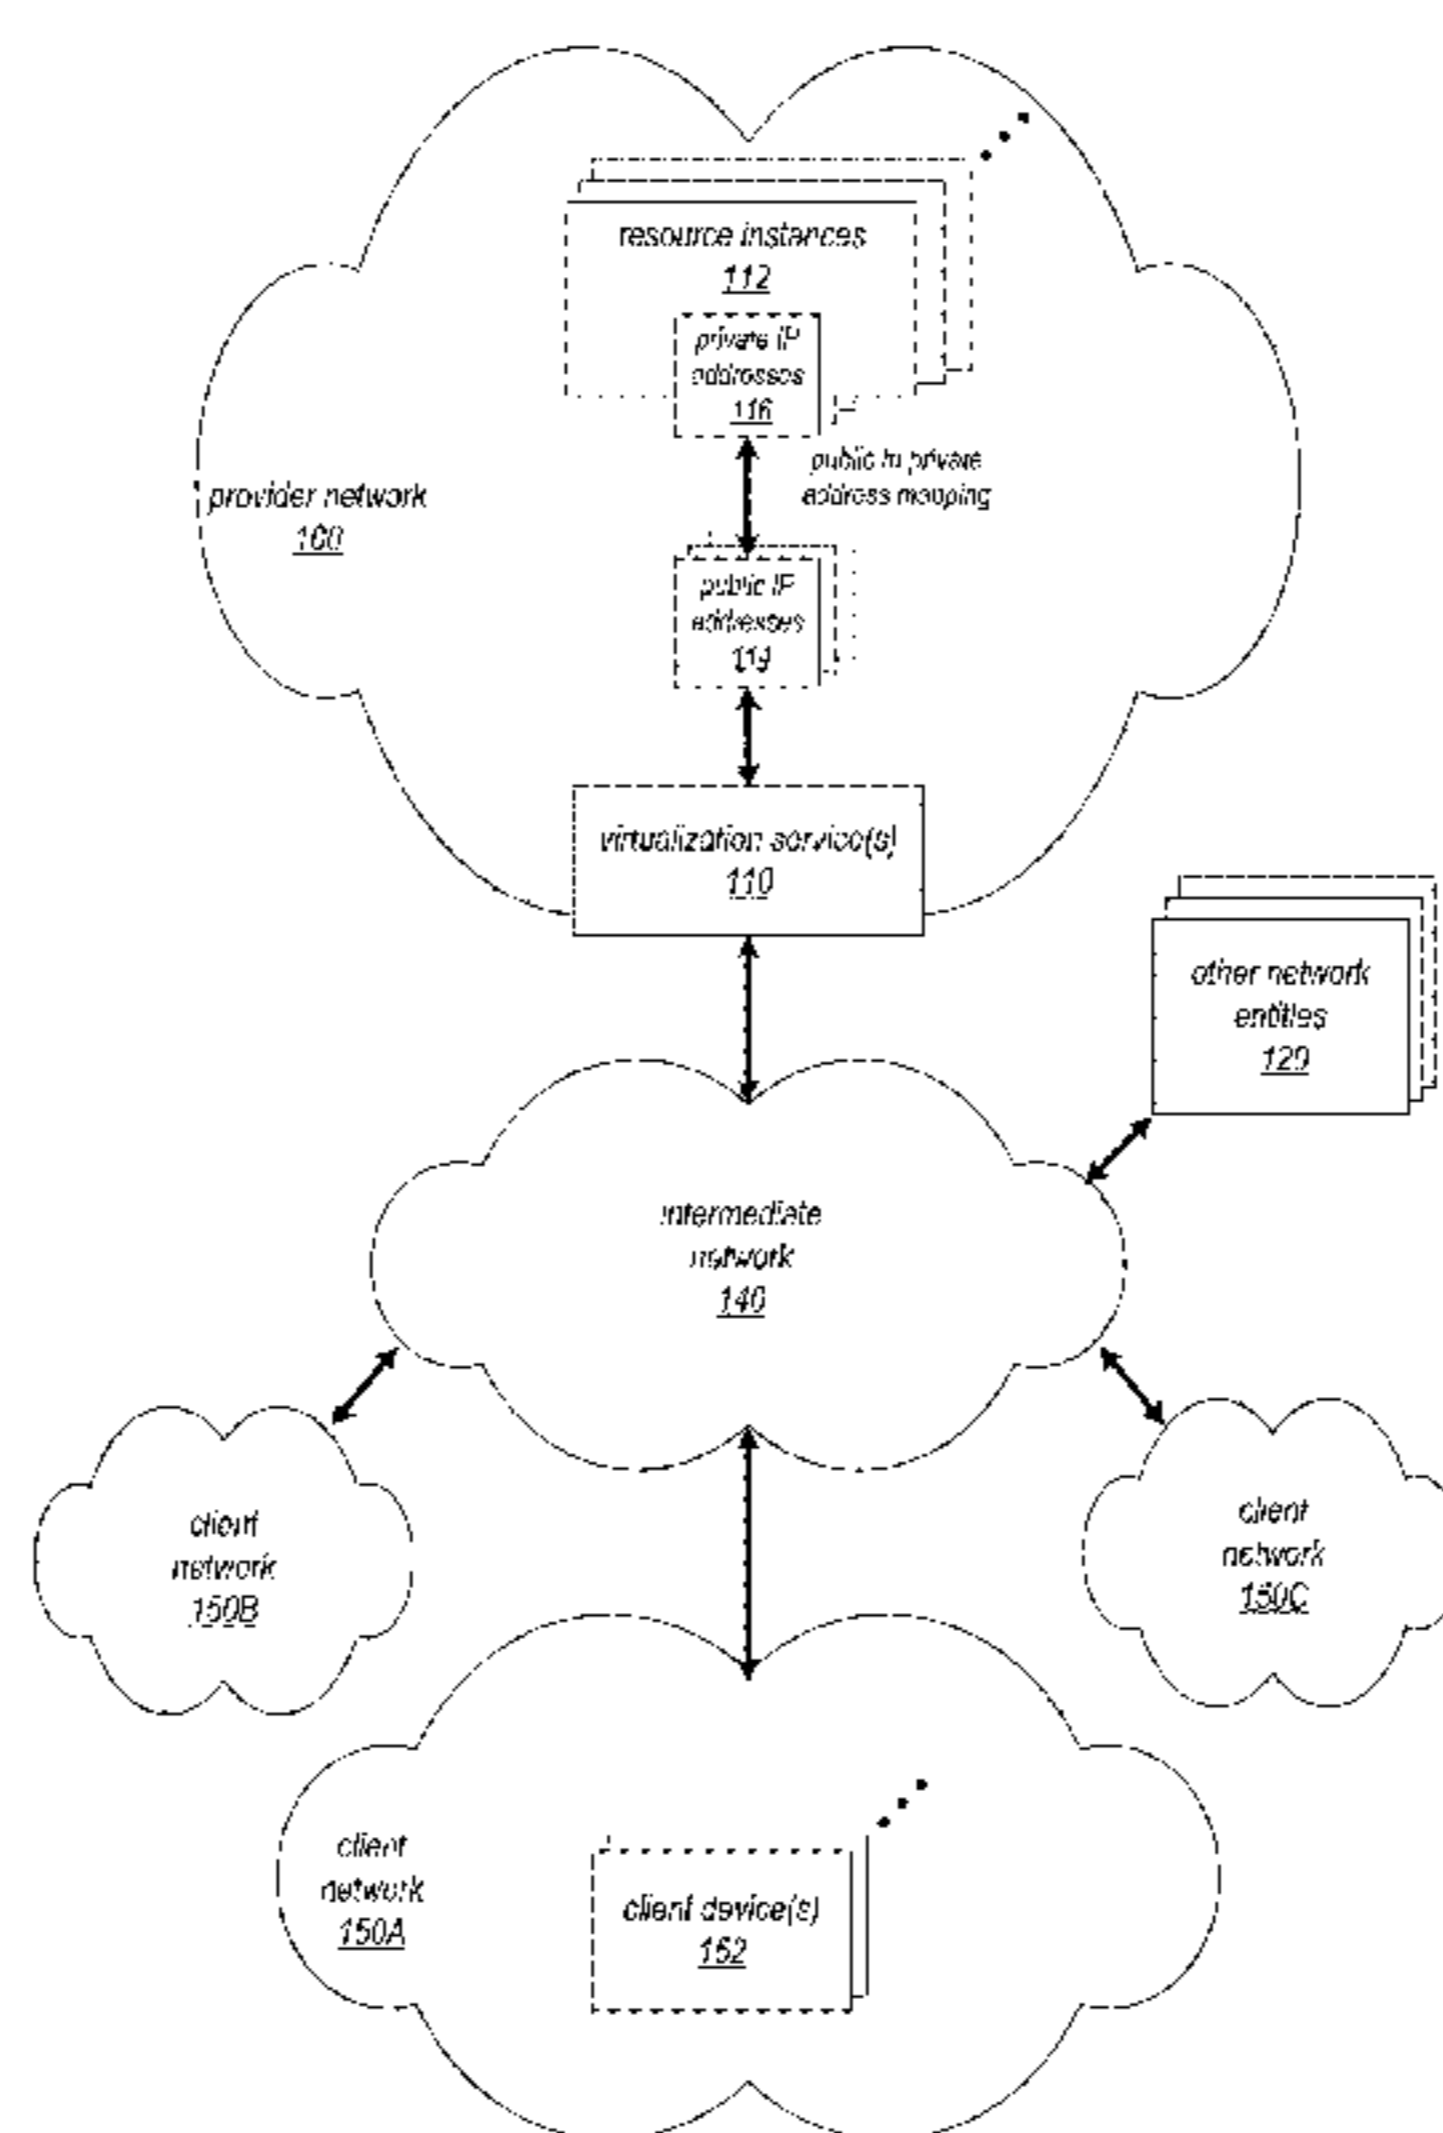 resource instances
112
private IP
addresses
116
public to private
address mapping
provider network
100
public IP
addresses
114
virtualization service(s)
110
other network
entities
120
intermediate
network
140
client
network
150B
client
network
150C
client
network
150A
client device(s)
152